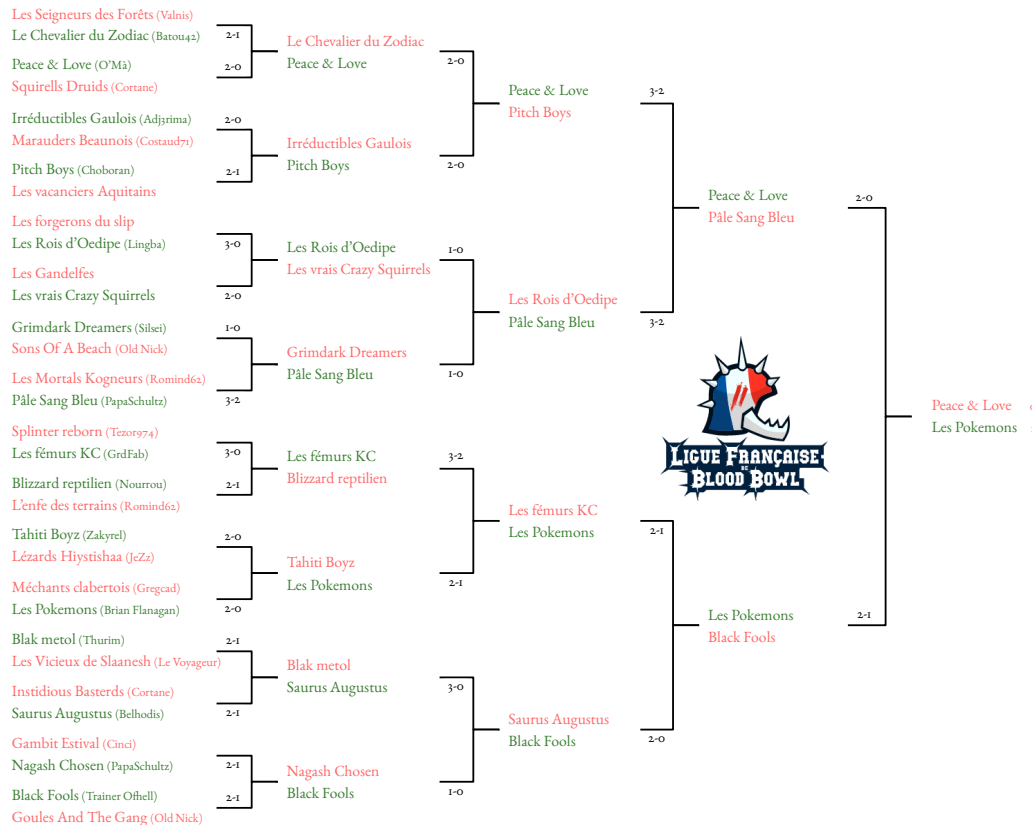 Les Seigneurs des Forêts (Valnis)
Le Chevalier du Zodiac (Batou42)
2-1
Peace & Love (O'Mà)
Squirells Druids (Cortane)
2-0
Irréductibles Gaulois (Adj3rima)
Marauders Beaunois (Costaud71)
2-0
Pitch Boys (Choboran)
Les vacanciers Aquitains
2-1
Les forgerons du slip
Les Rois d'Oedipe (Lingba)
3-0
Les Gandelfes
Les vrais Crazy Squirrels
2-0
Grimdark Dreamers (Silsei)
Sons Of A Beach (Old Nick)
1-0
Les Mortals Kogneurs (Romind62)
Pâle Sang Bleu (PapaSchultz)
3-2
Splinter reborn (Tezor974)
Les fémurs KC (GrdFab)
3-0
Blizzard reptilien (Nourrou)
L'enfe des terrains (Romind62)
2-1
Tahiti Boyz (Zakyrel)
Lézards Hiystishaa (JeZz)
2-0
Méchants clabertois (Gregcad)
Les Pokemons (Brian Flanagan)
2-0
Blak metol (Thurim)
Les Vicieux de Slaanesh (Le Voyageur)
2-1
Instidious Basterds (Cortane)
Saurus Augustus (Belhodis)
2-1
Gambit Estival (Cinci)
Nagash Chosen (PapaSchultz)
2-1
Black Fools (Trainer Ofhell)
Goules And The Gang (Old Nick)
2-1
Le Chevalier du Zodiac
Peace & Love
2-0
Irréductibles Gaulois
Pitch Boys
2-0
Les Rois d'Oedipe
Les vrais Crazy Squirrels
1-0
Grimdark Dreamers
Pâle Sang Bleu
1-0
Les fémurs KC
Blizzard reptilien
3-2
Tahiti Boyz
Les Pokemons
2-1
Blak metol
Saurus Augustus
3-0
Nagash Chosen
Black Fools
1-0
Peace & Love
Pitch Boys
3-2
Les Rois d'Oedipe
Pâle Sang Bleu
3-2
Les fémurs KC
Les Pokemons
2-1
Saurus Augustus
Black Fools
2-0
Peace & Love
Pâle Sang Bleu
2-0
Les Pokemons
Black Fools
2-1
Ligue Française
de
Blood Bowl
Peace & Love
Les Pokemons